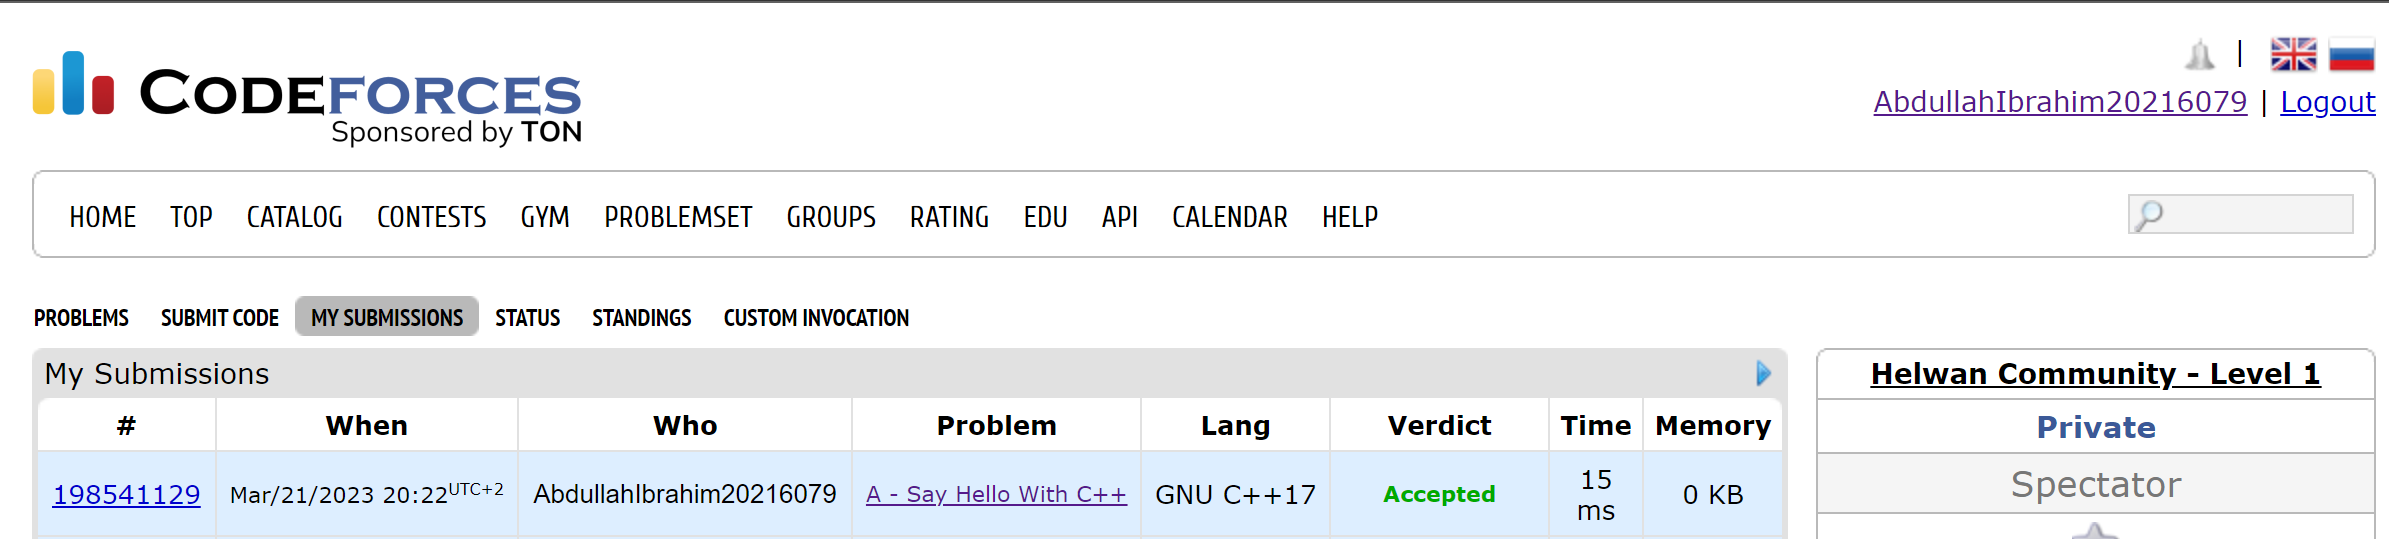 CODEFORCES
Sponsored by TON
|
AbdullahIbrahim20216079 | Logout
HOME TOP CATALOG CONTESTS GYM PROBLEMSET GROUPS RATING EDU API CALENDAR HELP
PROBLEMS SUBMIT CODE MY SUBMISSIONS STATUS STANDINGS CUSTOM INVOCATION
My Submissions
# When Who Problem Lang Verdict Time Memory
198541129 Mar/21/2023 20:22 UTC+2 AbdullahIbrahim20216079 A - Say Hello With C++ GNU C++17 Accepted 15 ms 0 KB
Helwan Community - Level 1
Private
Spectator